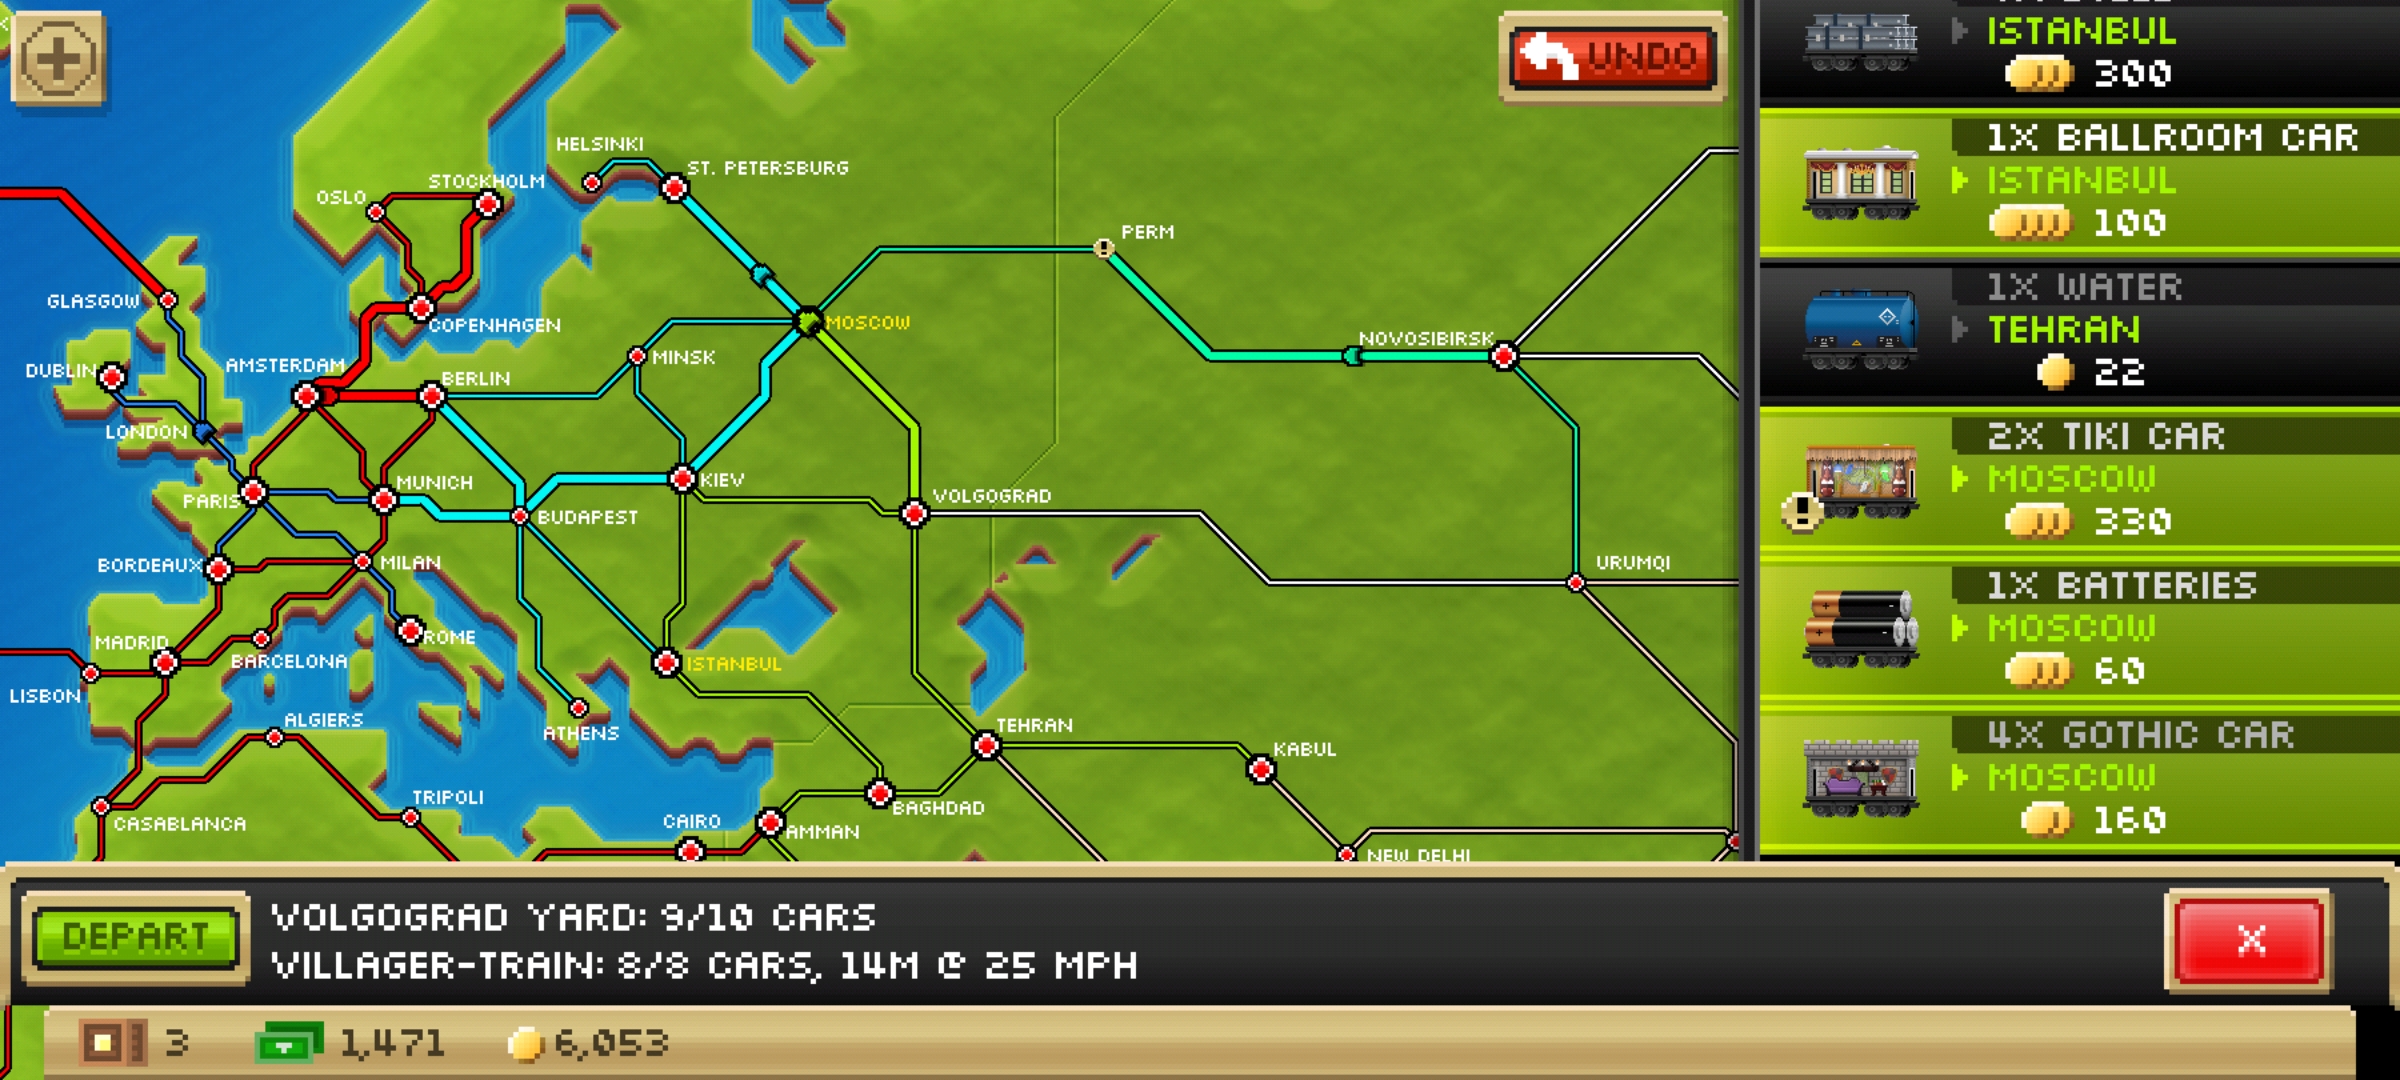 UNDO
HELSINKI
ST. PETERSBURG
STOCKHOLM
OSLO
PERM
GLASGOW
MOSCOW
COPENHAGEN
NOVOSIBIRSK
MINSK
DUBLIN
AMSTERDAM
BERLIN
LONDON
MUNICH
KIEV
PARIS
VOLGOGRAD
BUDAPEST
BORDEAUX
MILAN
URUMQI
MADRID
ROME
BARCELONA
ISTANBUL
LISBON
ALGIERS
ATHENS
TEHRAN
KABUL
TRIPOLI
BAGHDAD
CASABLANCA
CAIRO
AMMAN
NEW DELHI
ISTANBUL
300
1X BALLROOM CAR
ISTANBUL
100
1X WATER
TEHRAN
22
2X TIKI CAR
MOSCOW
330
1X BATTERIES
MOSCOW
60
4X GOTHIC CAR
MOSCOW
160
DEPART
VOLGOGRAD YARD: 9/10 CARS
VILLAGER-TRAIN: 8/8 CARS, 14M @ 25 MPH
X
3
1,471
6,053